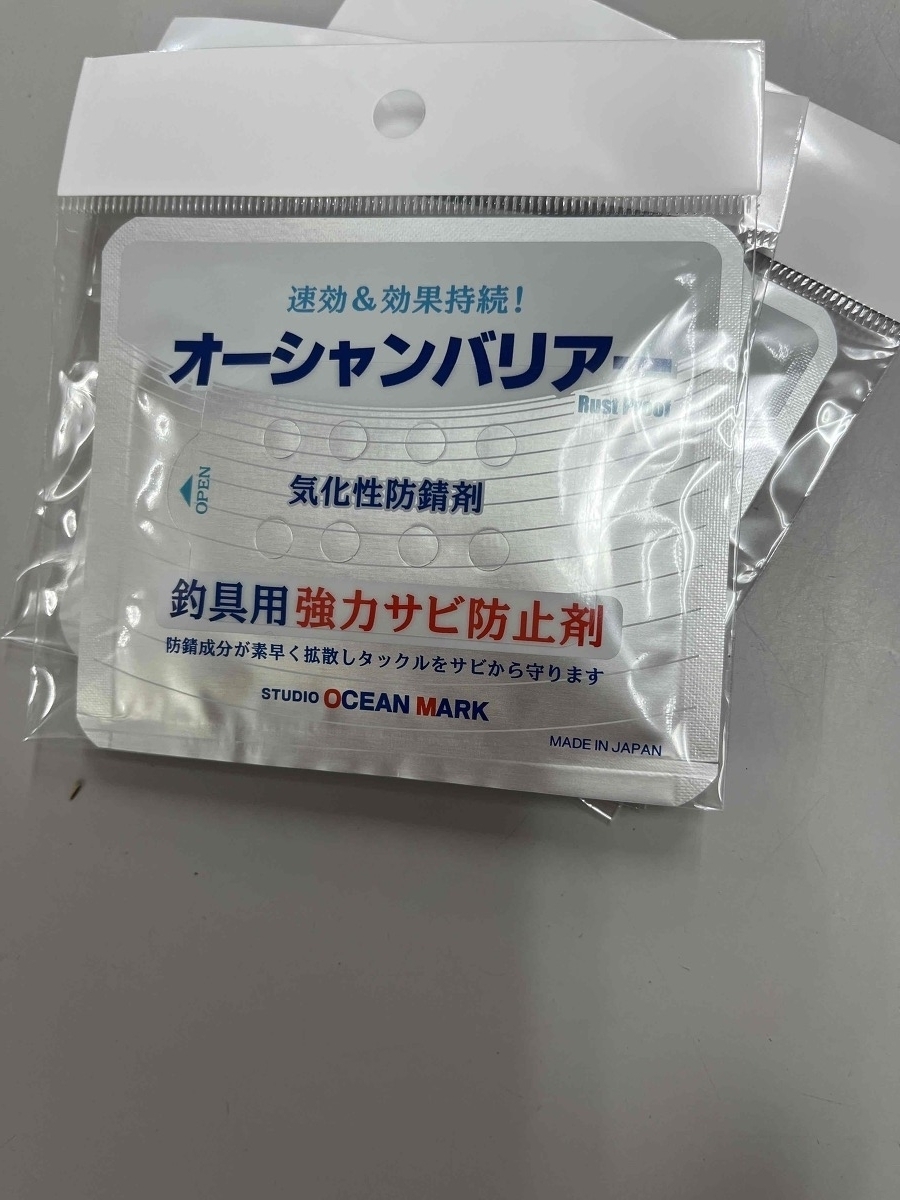 速効&効果持続!
オーシャンバリアー
Rust Proof
OPEN
気化性防錆剤
釣具用強力サビ防止剤
防錆成分が素早く拡散しタックルをサビから守ります
STUDIO OCEAN MARK
MADE IN JAPAN